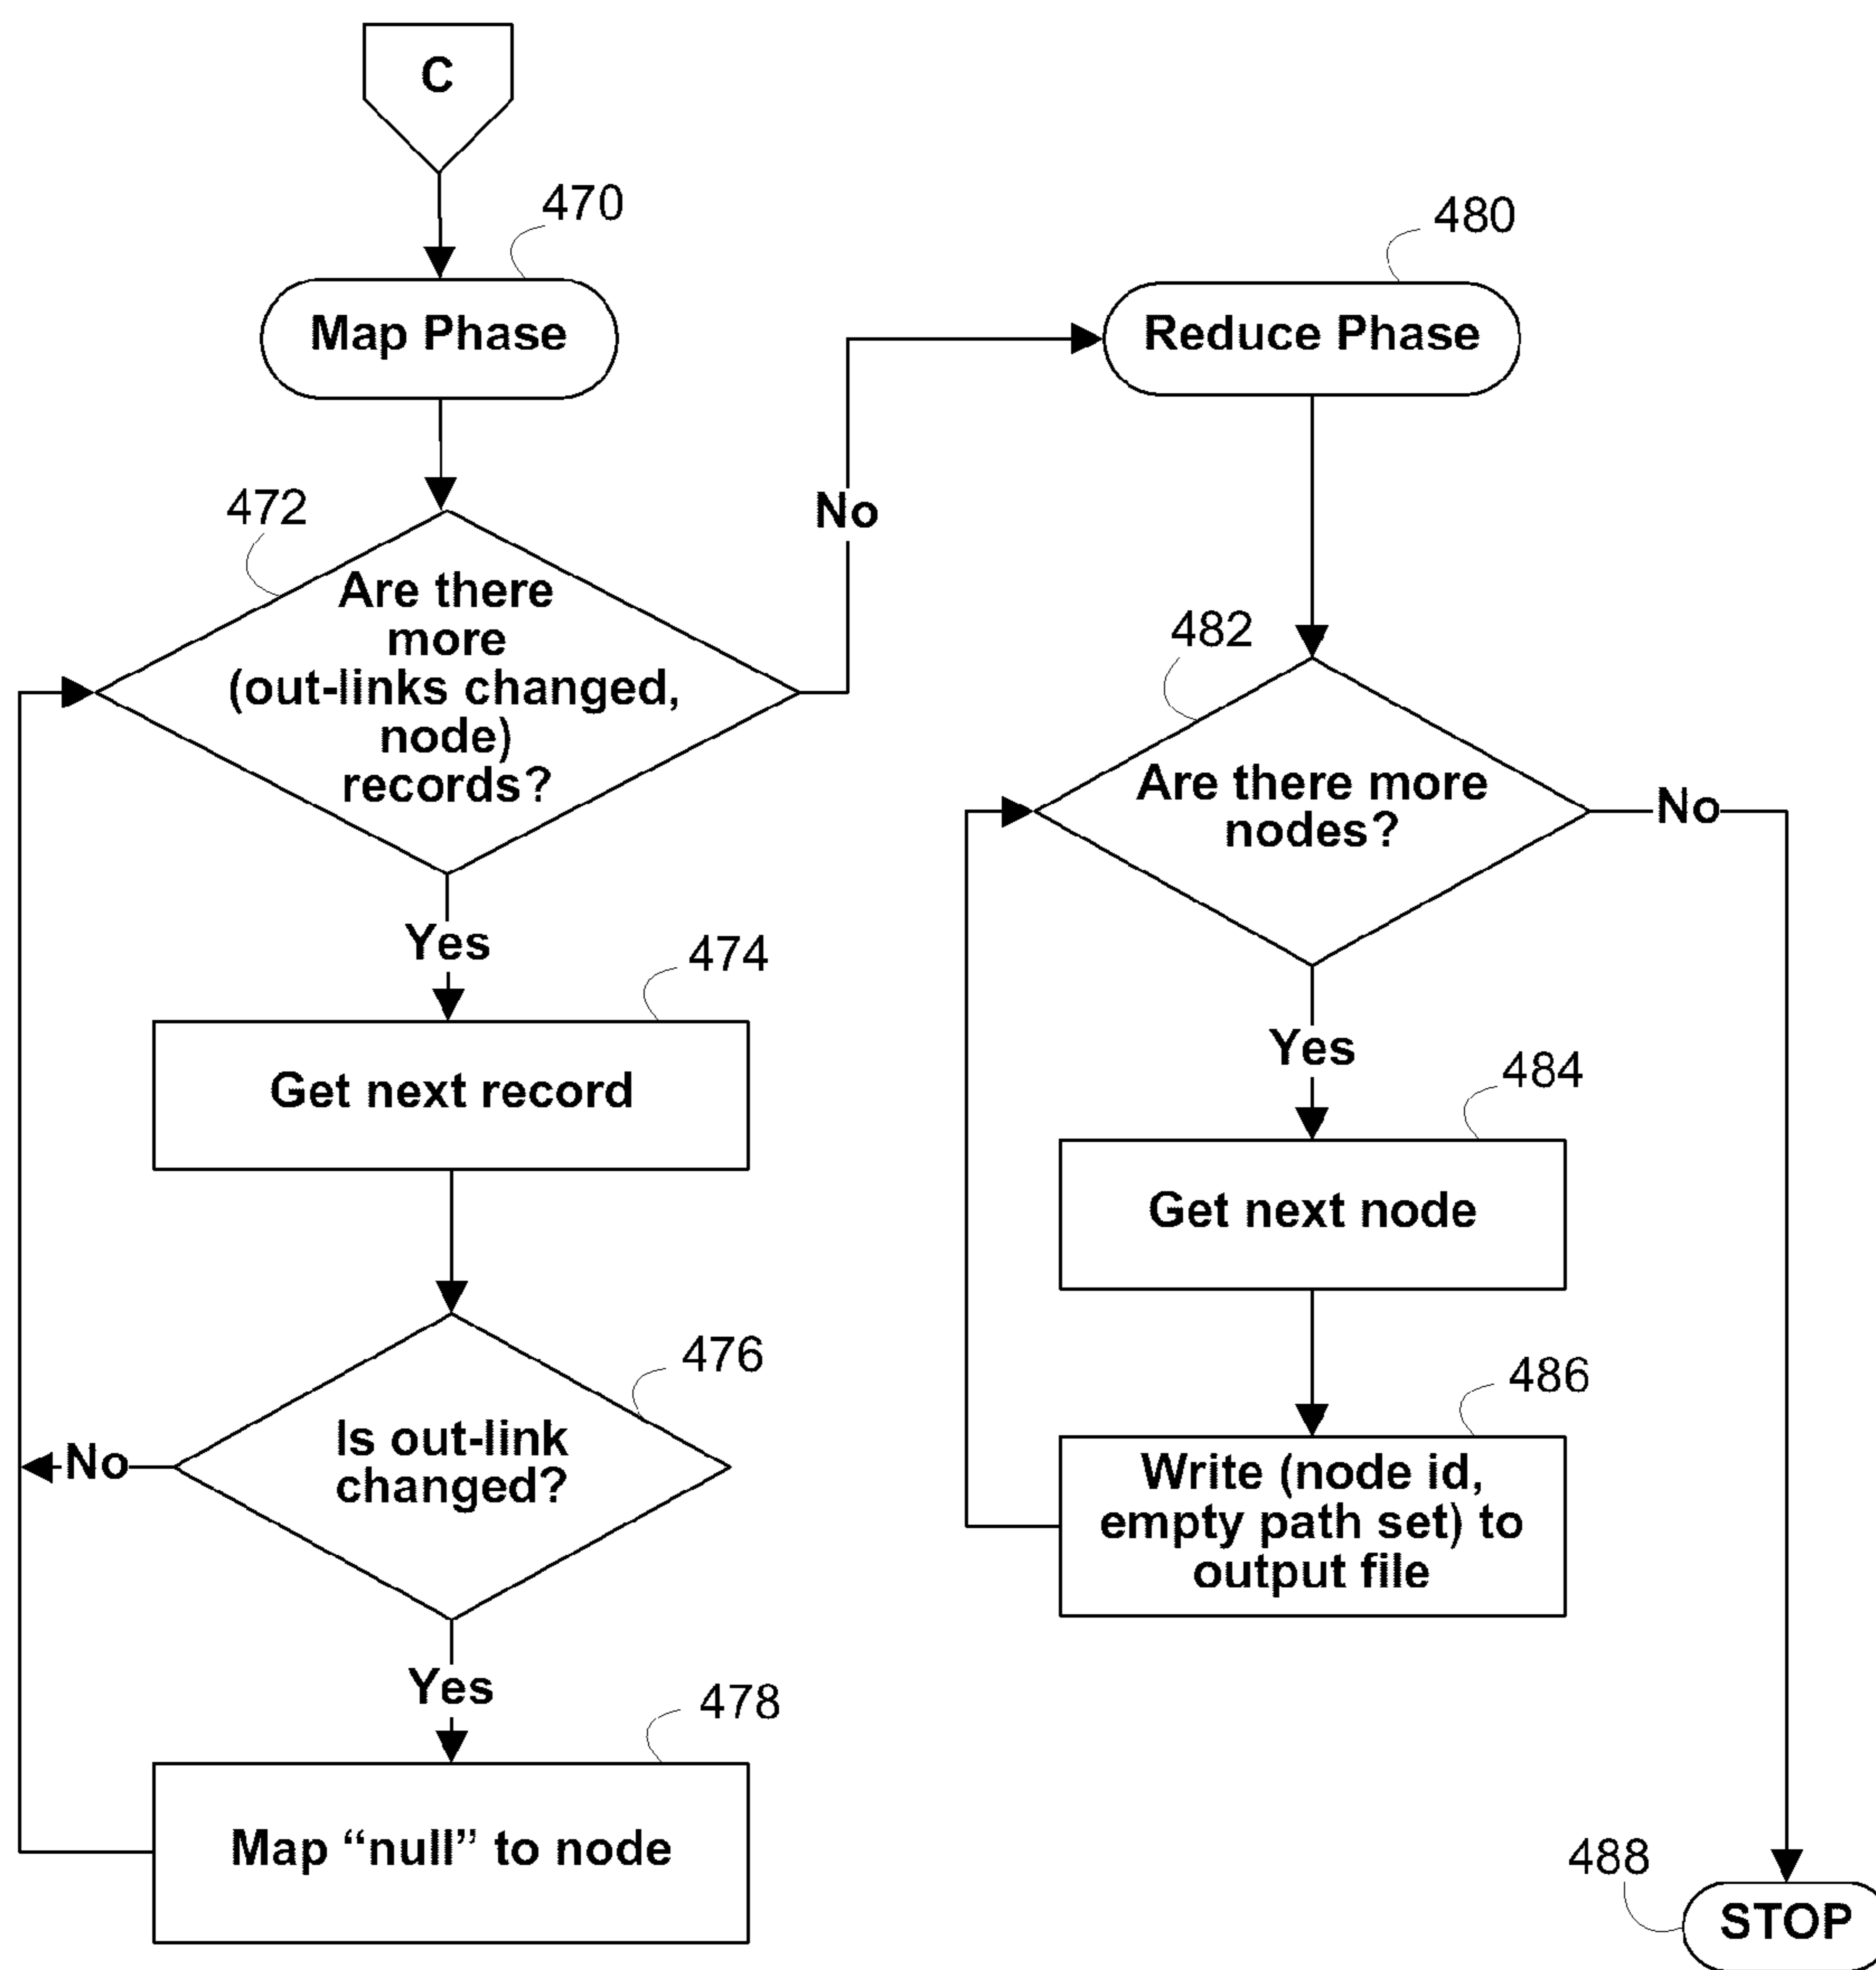 C
470
Map Phase
472
Are there
more
(out-links changed,
node)
records?
No
Yes
474
Get next record
476
Is out-link
changed?
No
Yes
478
Map “null” to node
480
Reduce Phase
482
Are there more
nodes?
No
Yes
484
Get next node
486
Write (node id,
empty path set) to
output file
488
STOP